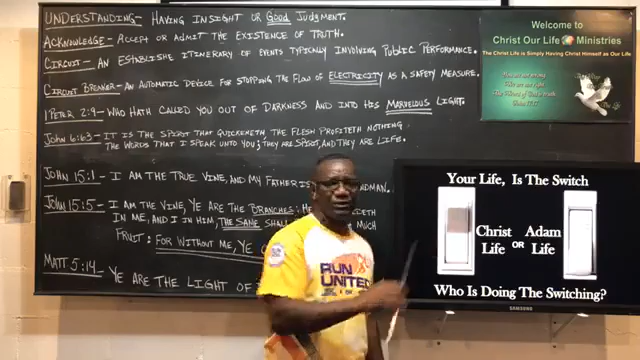 UNDERSTANDING- HAVING INSIGHT OR GOOD JUDGMENT.
ACKNOWLEDGE- ACCEPT OR ADMIT THE EXISTENCE OF TRUTH.
CIRCUIT - AN ESTABLISHE ITINERARY OF EVENTS TYPICALLY INVOLVING PUBLIC PERFORMANCE.
CIRCUIT BREAKER- AN AUTOMATIC DEVICE FOR STOPPING THE FLOW OF ELECTRICITY AS A SAFETY MEASURE.
1 PETER 2:9- WHO HATH CALLED YOU OUT OF DARKNESS AND INTO HIS MARVELOUS LIGHT.
JOHN 6:63- IT IS THE SPIRIT THAT QUICKENETH THE FLESH PROFITETH NOTHING
THE WORDS THAT I SPEAK UNTO YOU; THEY ARE SPIRIT, AND THEY ARE LIFE.
JOHN 15:1- I AM THE TRUE VINE, AND MY FATHER IS
JOHN 15:5- I AM THE VINE, YE ARE THE BRANCHES:
IN ME, AND I IN HIM, THE SAME MUCH
FRUIT: FOR WITHOUT ME, YE
MATT 5:14- YE ARE THE LIGHT OF
Welcome to
Christ Our Life Ministries
The Christ Life is Simply Having Christ Himself as Our Life
The Life
RUN
UNITED
Your Life, Is The Switch
Christ Life OR Adam Life
Who Is Doing The Switching?
SAMSUNG